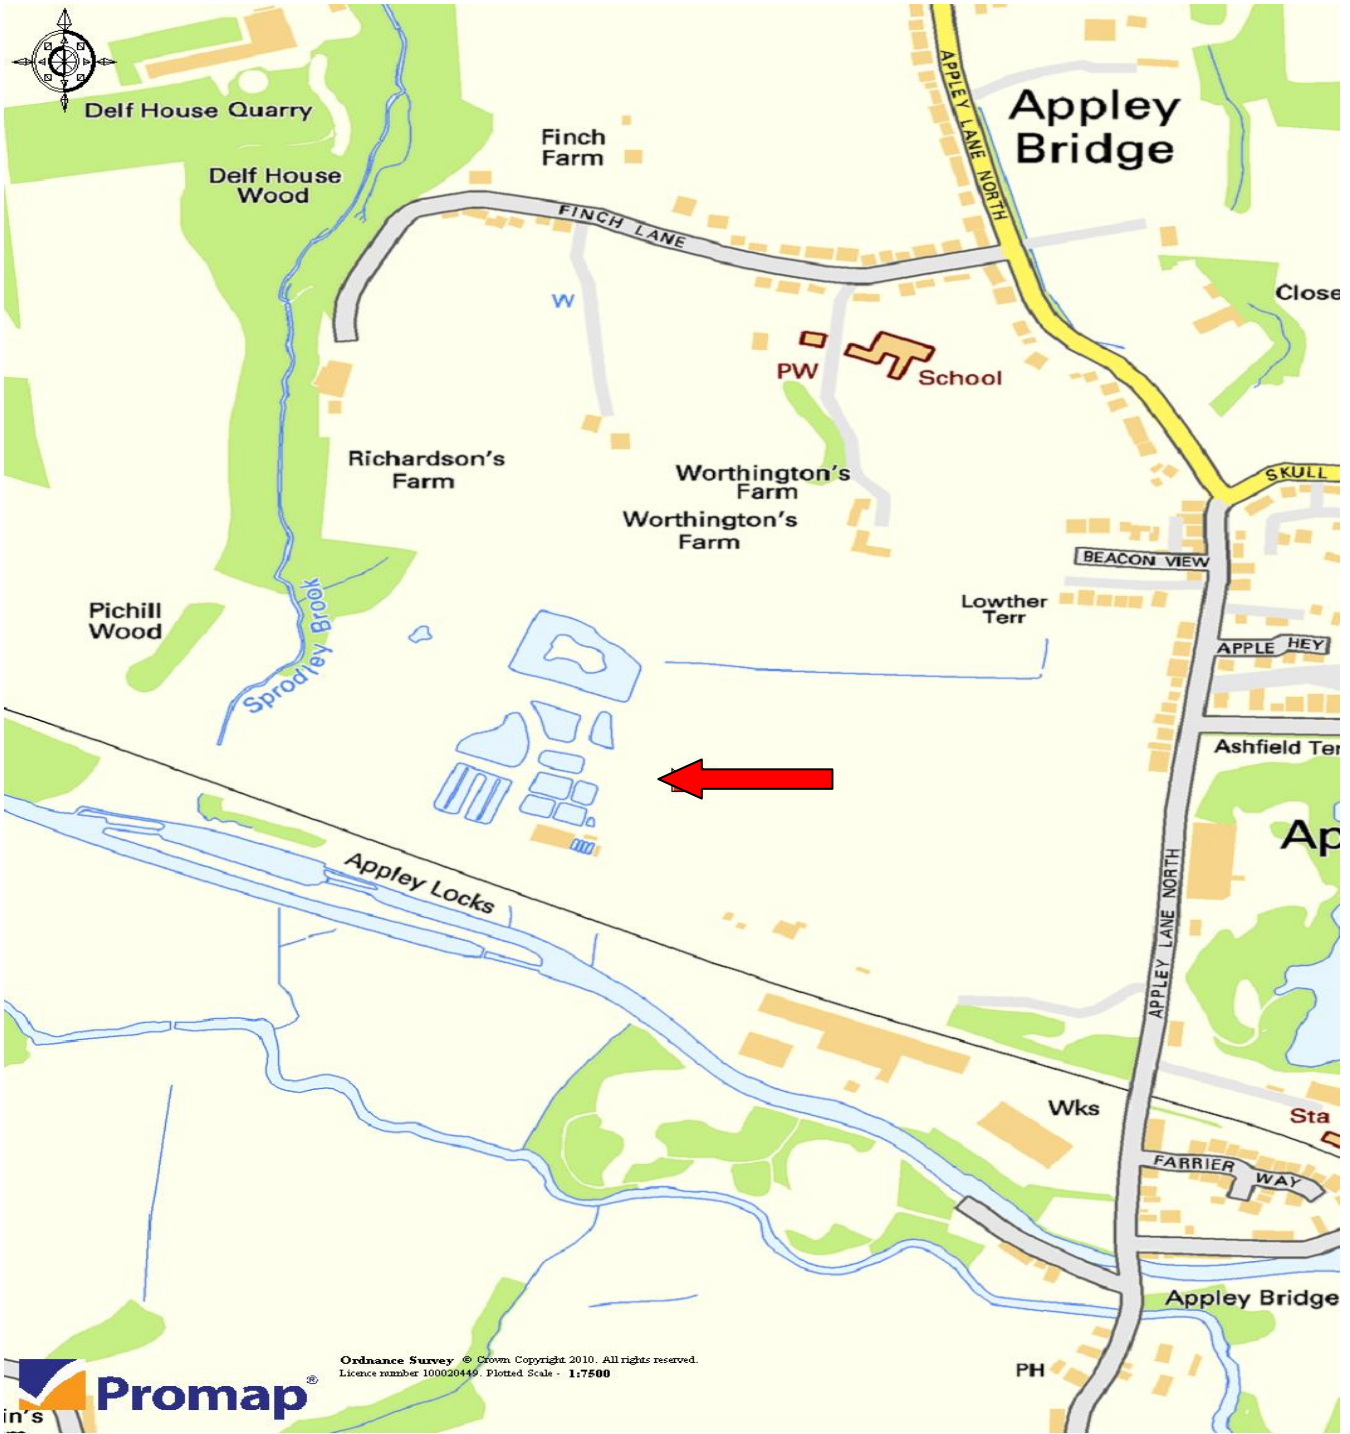 Delf House Quarry
Delf House
Wood
Finch
Farm
FINCH LANE
APPLEY LANE NORTH
Appley
Bridge
Close
W
PW
School
SKULL
Richardson's
Farm
Worthington's
Farm
Worthington's
Farm
BEACON VIEW
Lowther
Terr
APPLE HEY
Pichill
Wood
Sprodley Brook
Ashfield Ter
Ap
Appley Locks
APPLEY LANE NORTH
Wks
Sta
FARRIER WAY
Appley Bridge
PH
Ordnance Survey © Crown Copyright 2010. All rights reserved.
Licence number 100020449. Plotted Scale - 1:7500
Promap®
in's